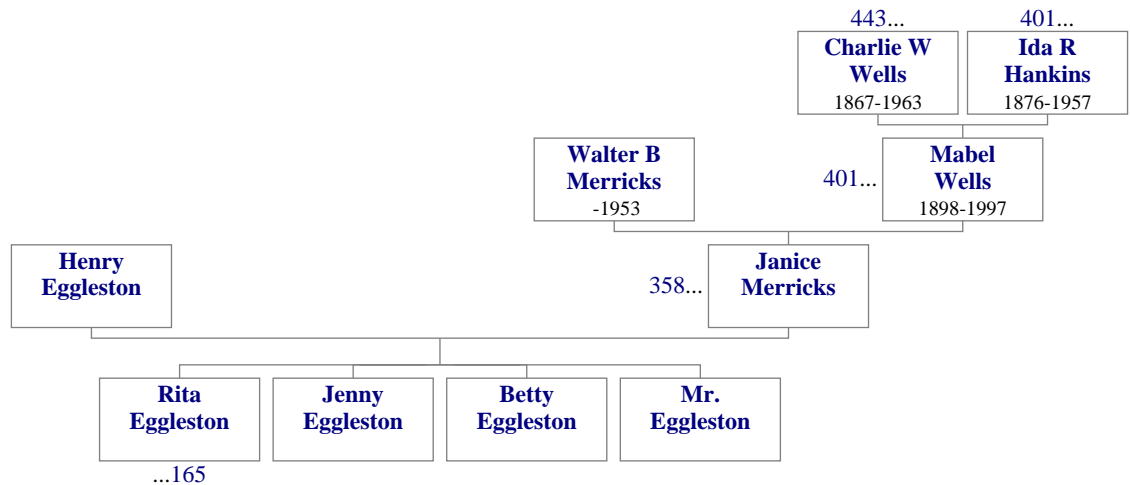 443... 401...
Charlie W
Wells
1867-1963
Ida R
Hankins
1876-1957
Walter B
Merricks
-1953
401...
Mabel
Wells
1898-1997
Henry
Eggleston
358...
Janice
Merricks
Rita
Eggleston
Jenny
Eggleston
Betty
Eggleston
Mr.
Eggleston
...165